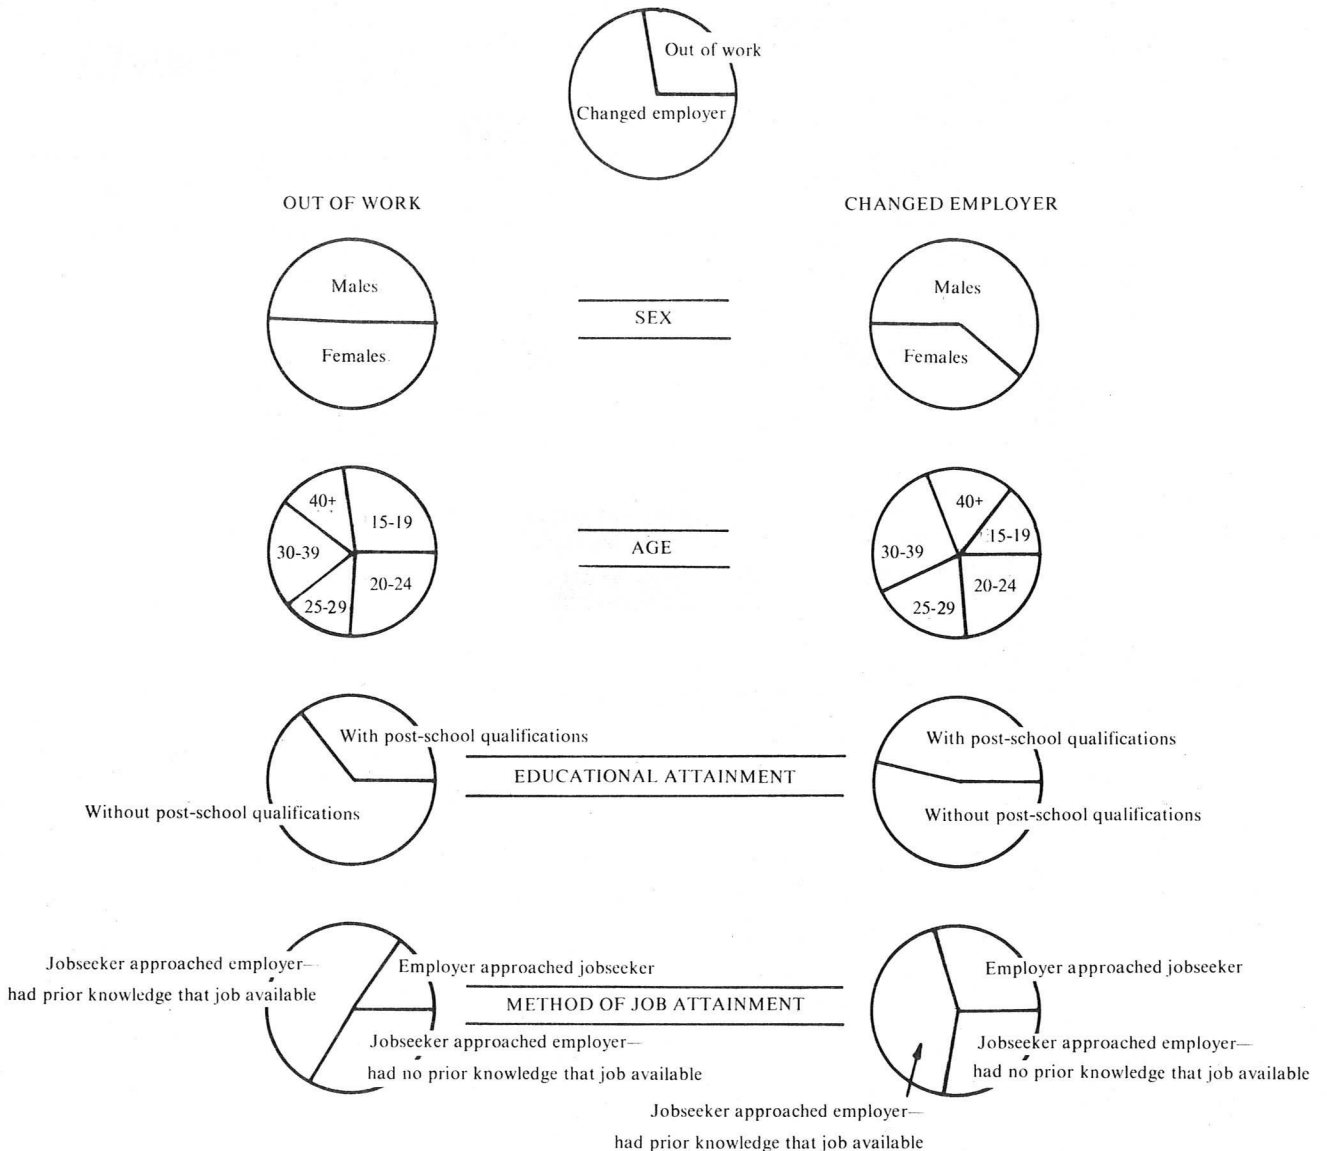 Out of work
Changed employer
OUT OF WORK
CHANGED EMPLOYER
Males
Females
SEX
Males
Females
40+
15-19
30-39
20-24
25-29
AGE
40+
15-19
30-39
20-24
25-29
With post-school qualifications
Without post-school qualifications
EDUCATIONAL ATTAINMENT
With post-school qualifications
Without post-school qualifications
Jobseeker approached employer—
had prior knowledge that job available
Employer approached jobseeker
METHOD OF JOB ATTAINMENT
Jobseeker approached employer—
had no prior knowledge that job available
Employer approached jobseeker
Jobseeker approached employer—
had no prior knowledge that job available
Jobseeker approached employer—
had prior knowledge that job available